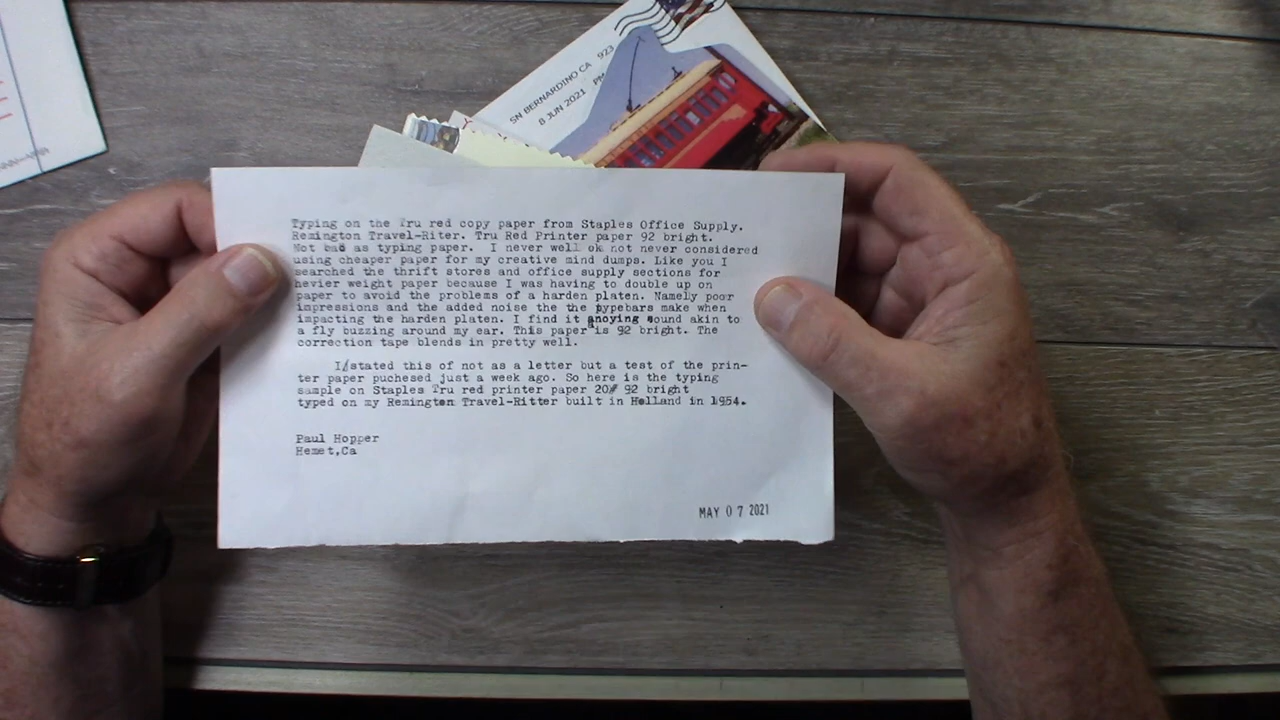 SN BERNARDINO CA 923
8 JUN 2021 PM
Typing on the Tru red copy paper from Staples Office Supply.
Remington Travel-Riter. Tru Red Printer paper 92 bright.
Not bad as typing paper. I never well ok not never considered
using cheaper paper for my creative mind dumps. Like you I
searched the thrift stores and office supply sections for
hevier weight paper because I was having to double up on
paper to avoid the problems of a harden platen. Namely poor
impressions and the added noise the the typebars make when
impacting the harden platen. I find it anoying sound akin to
a fly buzzing around my ear. This paper is 92 bright. The
correction tape blends in pretty well.
I/stated this of not as a letter but a test of the prin-
ter paper puchesed just a week ago. So here is the typing
sample on Staples Tru red printer paper 20# 92 bright
typed on my Remington Travel-Ritter built in Holland in 1954.
Paul Hopper
Hemet,Ca
MAY 07 2021